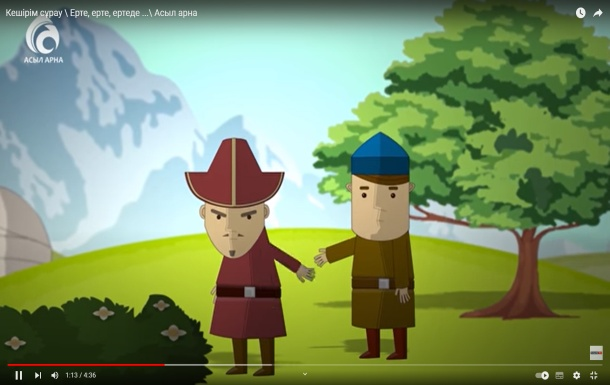 Кешірім сұрау \ Ерте, ерте, ертеде ...\ Асыл арна
АСЫЛ АРНА
1:13 / 4:36